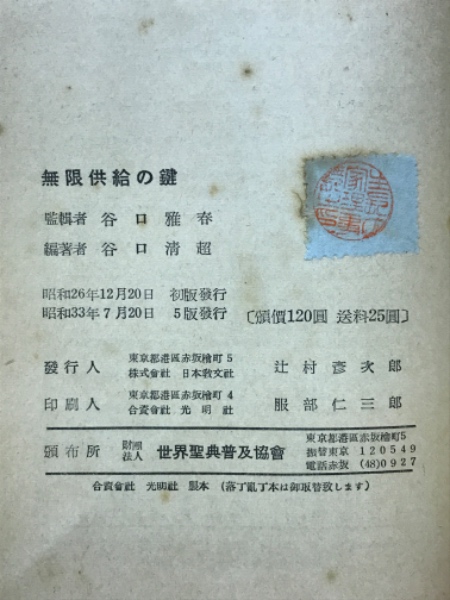 無限供給の鍵
監輯者 谷口雅春
編著者 谷口清超
昭和26年12月20日 初版發行
昭和33年7月20日 5版發行 〔頒價120圓 送料25圓〕
發行人 東京都港區赤坂檜町5
株式會社 日本敎文社 辻村彥次郎
印刷人 東京都港區赤坂檜町4
合資會社 光明社 服部仁三郎
頒布所 財團法人 世界聖典普及協會
東京都港區赤坂檜町5
振替東京 120549
電話赤坂 (48)0927
合資會社 光明社 製本 (落丁亂丁本は御取替致します)